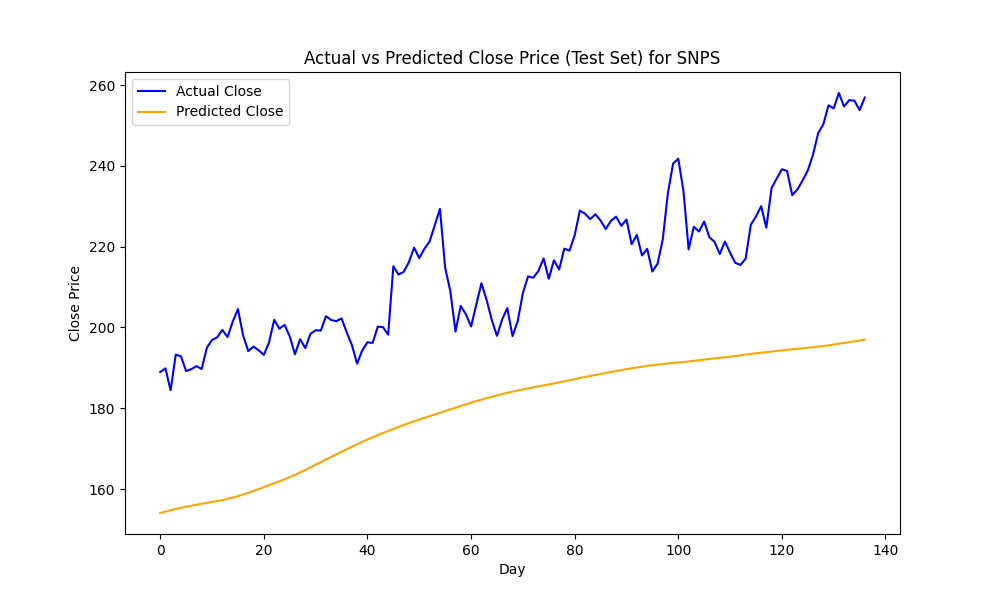 Actual vs Predicted Close Price (Test Set) for SNPS
Actual Close
Predicted Close
Close Price
260
240
220
200
180
160
0 20 40 60 80 100 120 140
Day